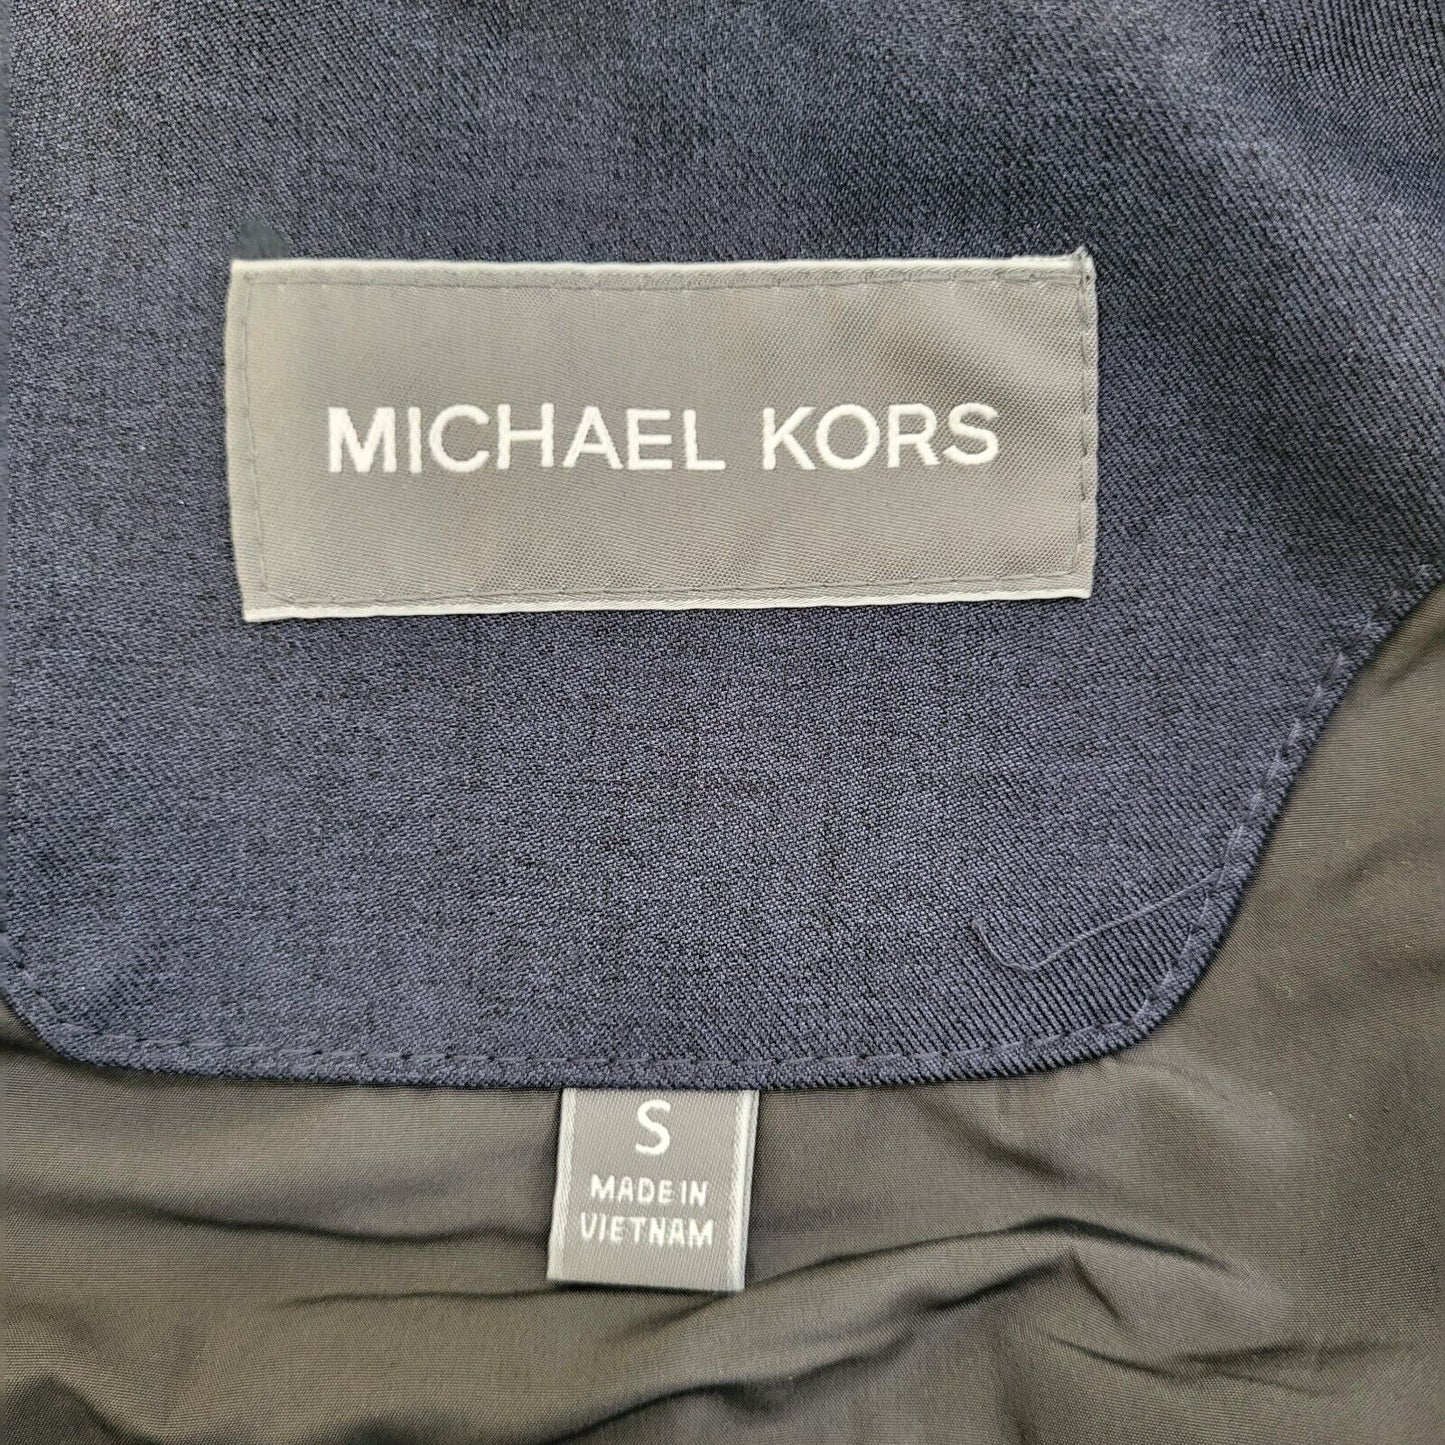 MICHAEL KORS
S
MADE IN
VIETNAM